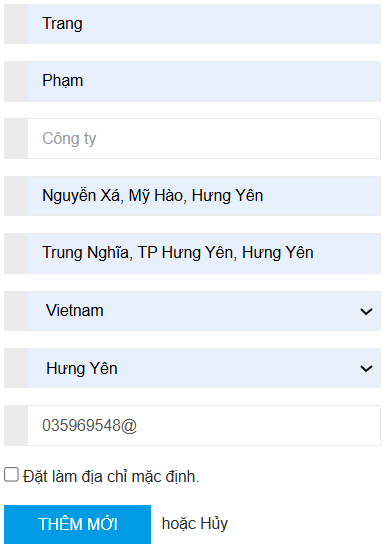 Trang
Phạm
Công ty
Nguyễn Xá, Mỹ Hào, Hưng Yên
Trung Nghĩa, TP Hưng Yên, Hưng Yên
Vietnam
Hưng Yên
035969548@
Đặt làm địa chỉ mặc định.
THÊM MỚI hoặc Hủy